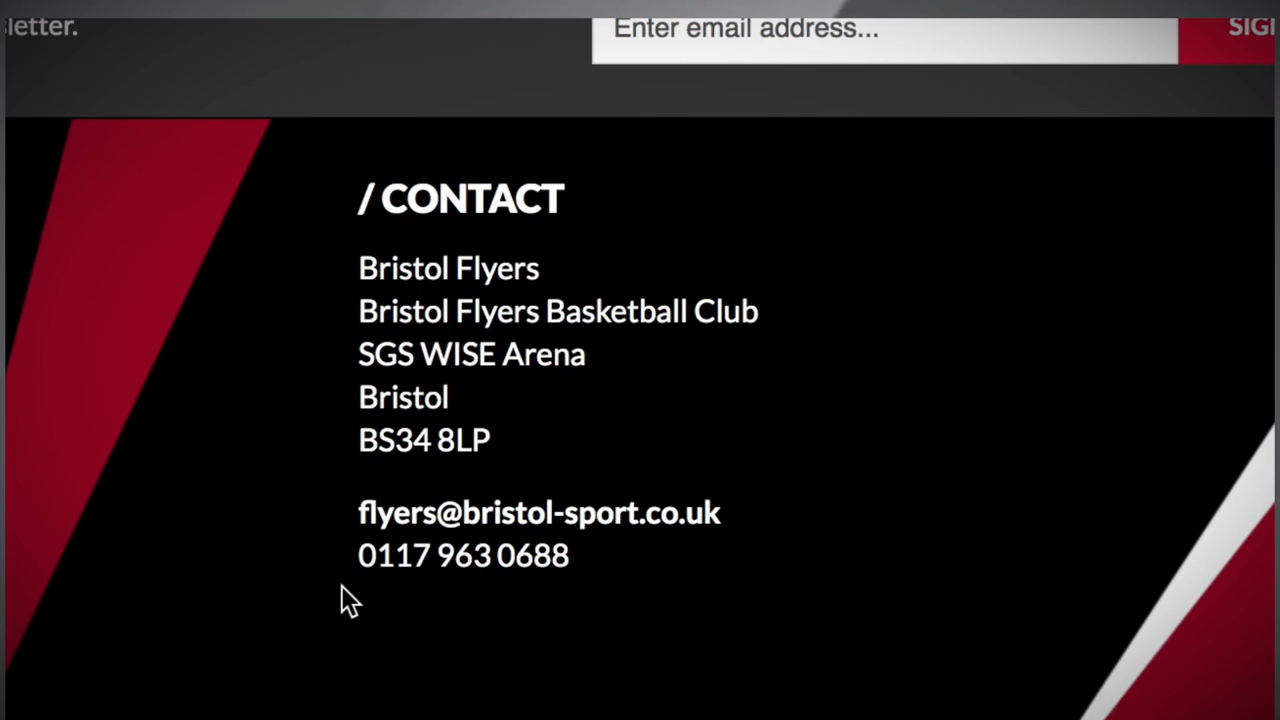 letter.
Enter email address...
/ CONTACT
Bristol Flyers
Bristol Flyers Basketball Club
SGS WISE Arena
Bristol
BS34 8LP
flyers@bristol-sport.co.uk
0117 963 0688